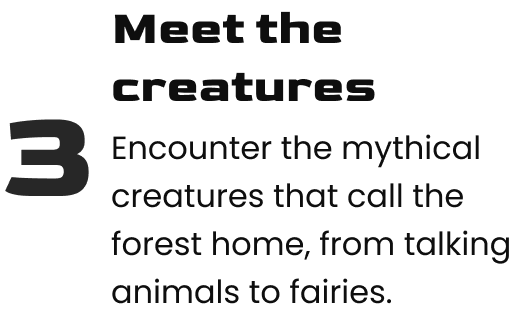 Meet the
creatures
3
Encounter the mythical
creatures that call the
forest home, from talking
animals to fairies.